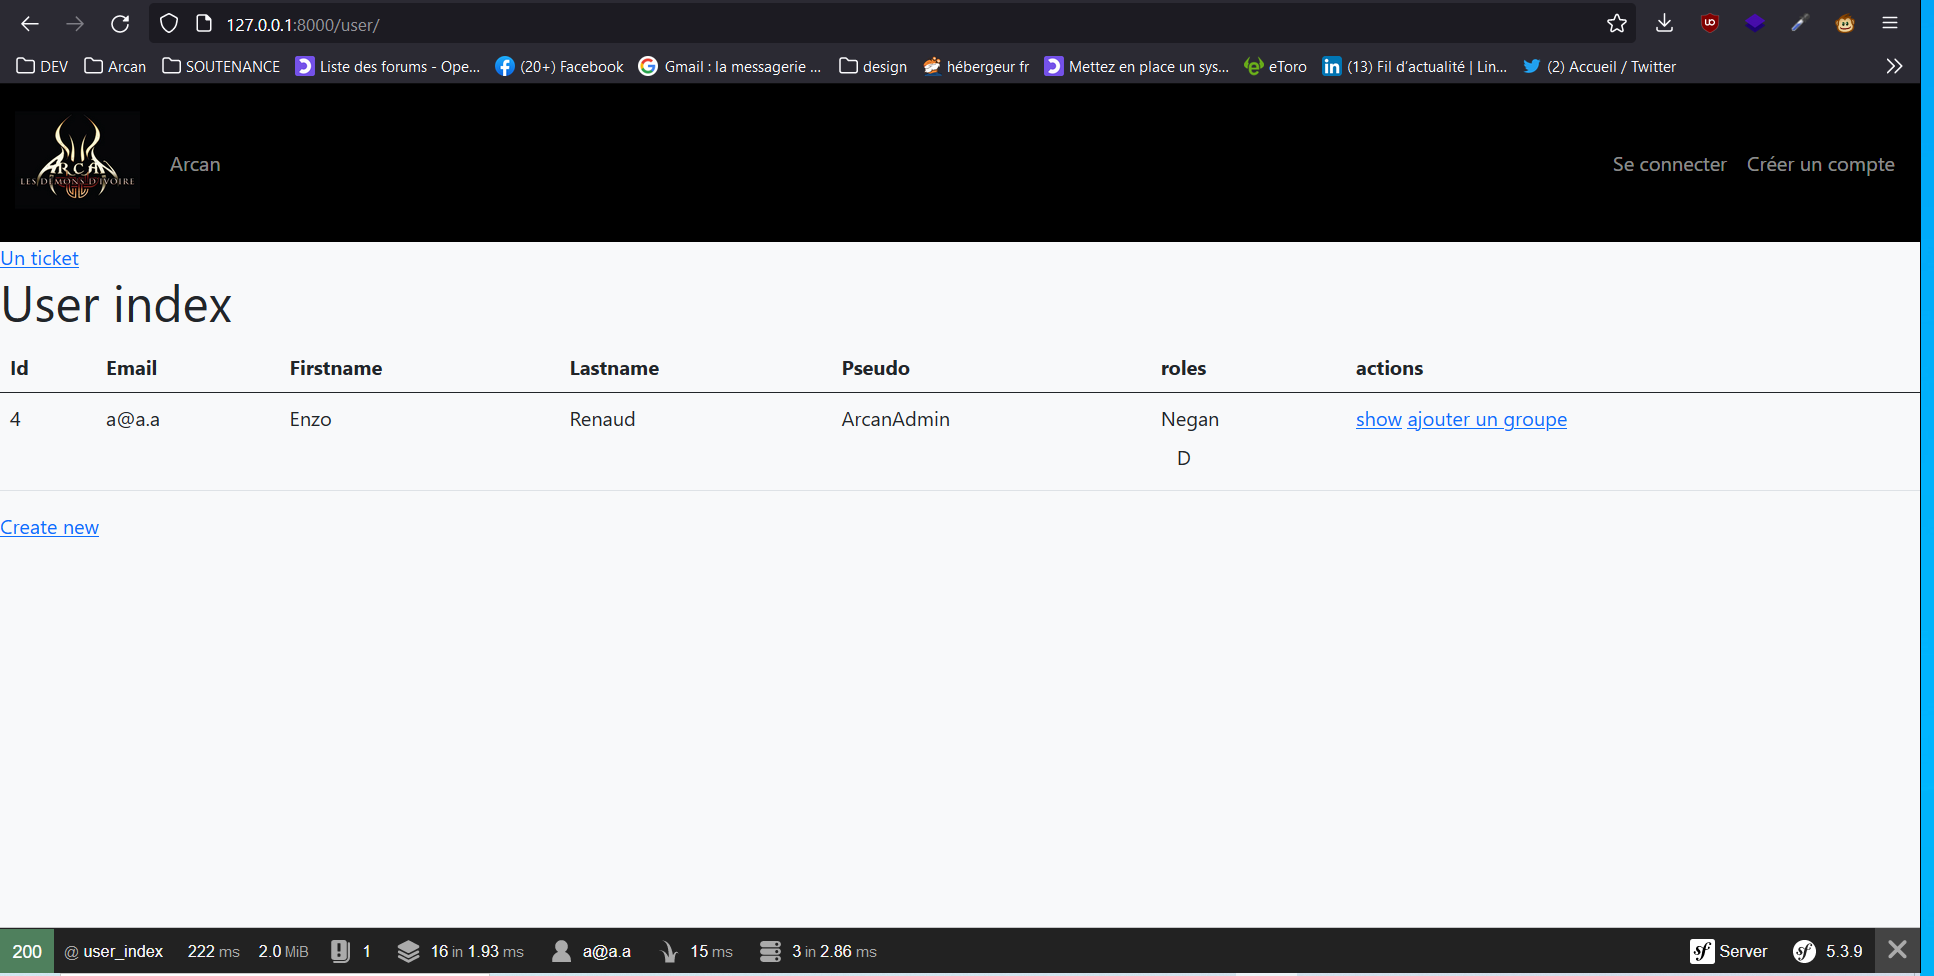 127.0.0.1:8000/user/
DEV Arcan SOUTENANCE Liste des forums - Ope... (20+) Facebook Gmail : la messagerie ... design hébergeur fr Mettez en place un sys... eToro (13) Fil d'actualité | Lin... (2) Accueil / Twitter
ARCAN
LES DÉMONS D'IVOIRE
Arcan Se connecter Créer un compte
Un ticket
User index
Id Email Firstname Lastname Pseudo roles actions
4 a@a.a Enzo Renaud ArcanAdmin Negan show ajouter un groupe
D
Create new
200 @ user_index 222 ms 2.0 MiB 1 16 in 1.93 ms a@a.a 15 ms 3 in 2.86 ms sf Server sf 5.3.9